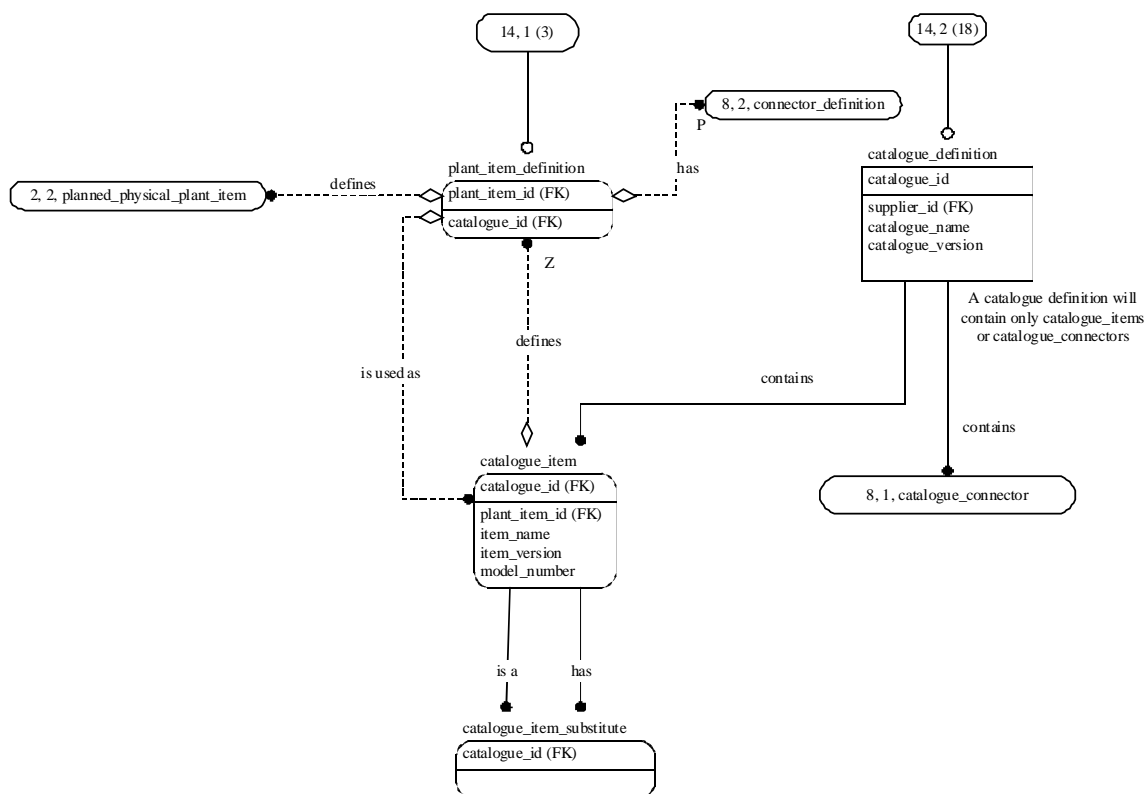 14, 1 (3)
14, 2 (18)
8, 2, connector_definition
P
has
plant_item_definition
plant_item_id (FK)
catalogue_id (FK)
defines
2, 2, planned_physical_plant_item
Z
catalogue_definition
catalogue_id
supplier_id (FK)
catalogue_name
catalogue_version
A catalogue definition will
contain only catalogue_items
or catalogue_connectors
defines
is used as
contains
contains
catalogue_item
catalogue_id (FK)
plant_item_id (FK)
item_name
item_version
model_number
8, 1, catalogue_connector
is a
has
catalogue_item_substitute
catalogue_id (FK)